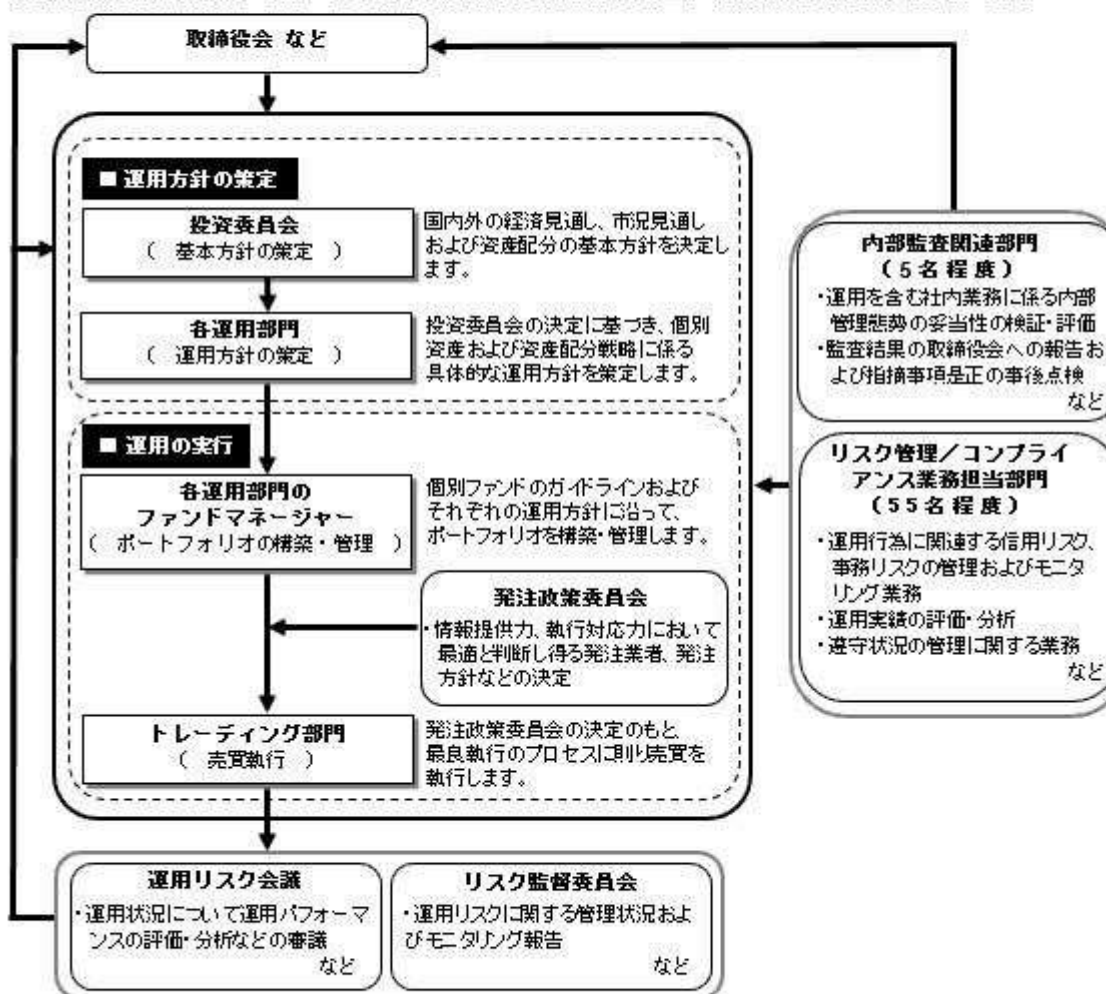 取締役会 など
■ 運用方針の策定
投資委員会
( 基本方針の策定 )
国内外の経済見通し、市況見通し
および資産配分の基本方針を決定し
ます。
各運用部門
( 運用方針の策定 )
投資委員会の決定に基づき、個別
資産および資産配分戦略に係る
具体的な運用方針を策定します。
■ 運用の実行
各運用部門の
ファンドマネージャー
( ポートフォリオの構築・管理 )
個別ファンドのガイドラインおよび
それぞれの運用方針に沿って、
ポートフォリオを構築・管理します。
発注政策委員会
・情報提供力、執行対応力において
最適と判断し得る発注業者、発注
方針などの決定
トレーディング部門
( 売買執行 )
発注政策委員会の決定のもと、
最良執行のプロセスに則り売買を
執行します。
内部監査関連部門
(5名程度)
・運用を含む社内業務に係る内部
管理態勢の妥当性の検証・評価
・監査結果の取締役会への報告お
よび指摘事項是正の事後点検
など
リスク管理/コンプライ
アンス業務担当部門
(55名程度)
・運用行為に関連する信用リスク、
事務リスクの管理およびモニタ
リング業務
・運用実績の評価・分析
・遵守状況の管理に関する業務
など
運用リスク会議
・運用状況について運用パフォーマ
ンスの評価・分析などの審議
など
リスク監督委員会
・運用リスクに関する管理状況およ
びモニタリング報告
など